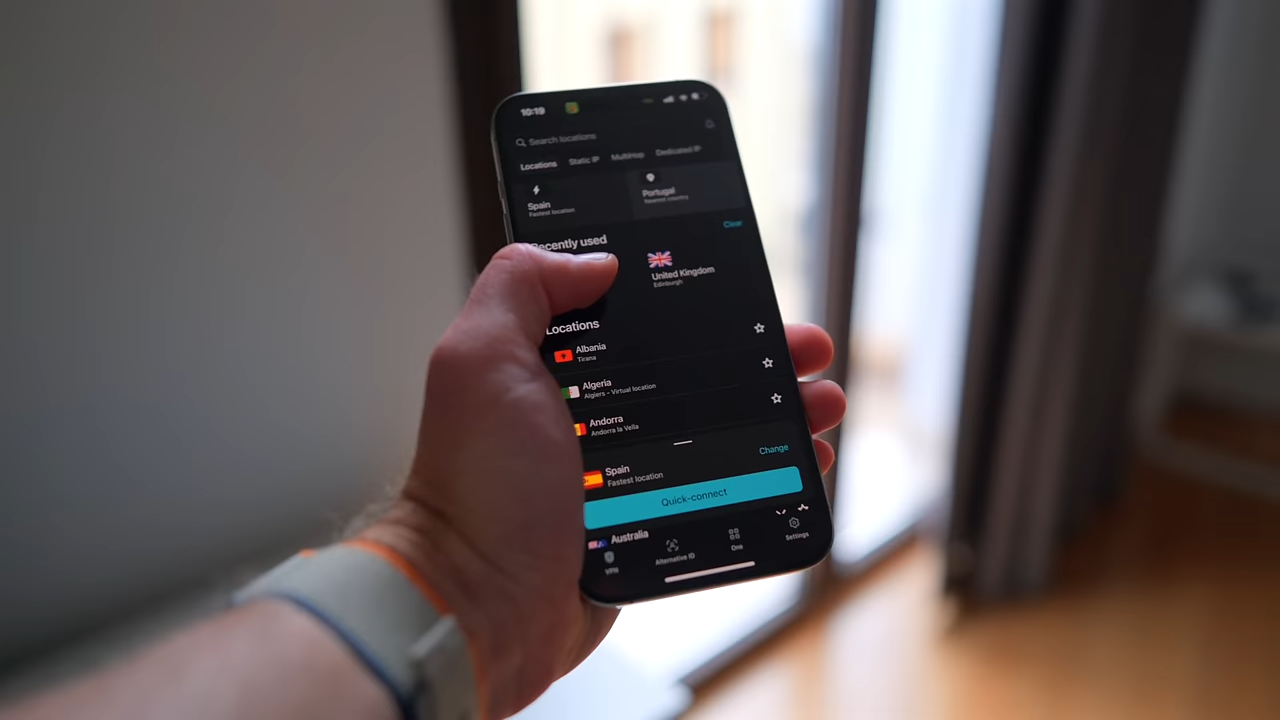 10:19
Search locations
Locations Static IP MultiHop Dedicated IP
Spain
Fastest location
Portugal
Nearest country
Recently used
Clear
United Kingdom
Edinburgh
Locations
Albania
Tirana
Algeria
Algiers - Virtual location
Andorra
Andorra la Vella
Spain
Fastest location
Change
Quick-connect
Australia
VPN Alternative ID One Settings